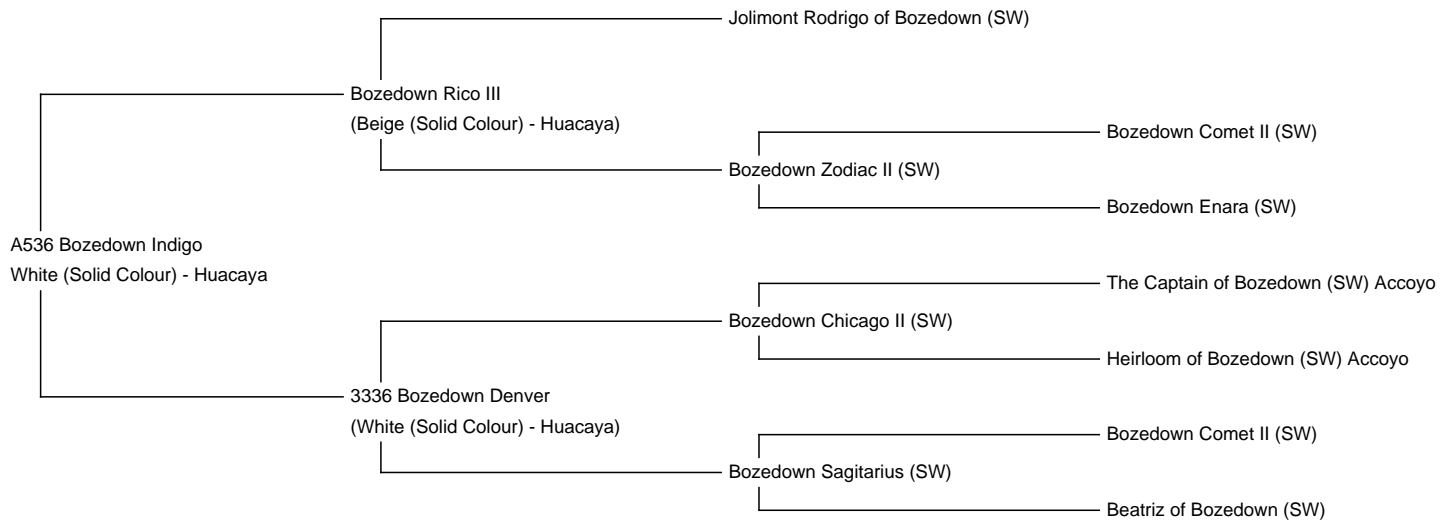 Jolimont Rodrigo of Bozedown (SW)
Bozedown Rico III
(Beige (Solid Colour) - Huacaya)
Bozedown Comet II (SW)
Bozedown Zodiac II (SW)
Bozedown Enara (SW)
A536 Bozedown Indigo
White (Solid Colour) - Huacaya
The Captain of Bozedown (SW) Accoyo
Bozedown Chicago II (SW)
Heirloom of Bozedown (SW) Accoyo
3336 Bozedown Denver
(White (Solid Colour) - Huacaya)
Bozedown Comet II (SW)
Bozedown Sagitarius (SW)
Beatriz of Bozedown (SW)